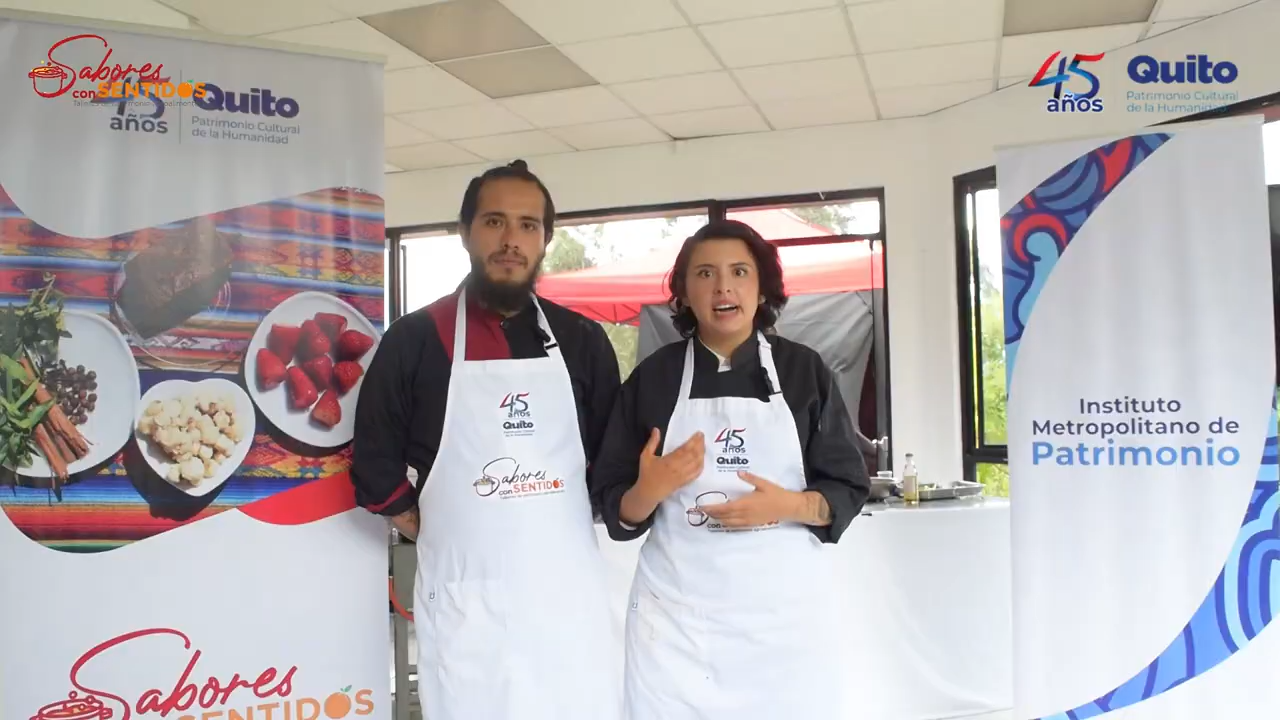 Sabores
con SENTIDOS
45
años
Quito
Patrimonio Cultural
de la Humanidad
45
años
Quito
Patrimonio Cultural
de la Humanidad
Instituto
Metropolitano de
Patrimonio
45
años
Quito
Sabores
con SENTIDOS
45
años
Quito
con
Sabores
SENTIDOS